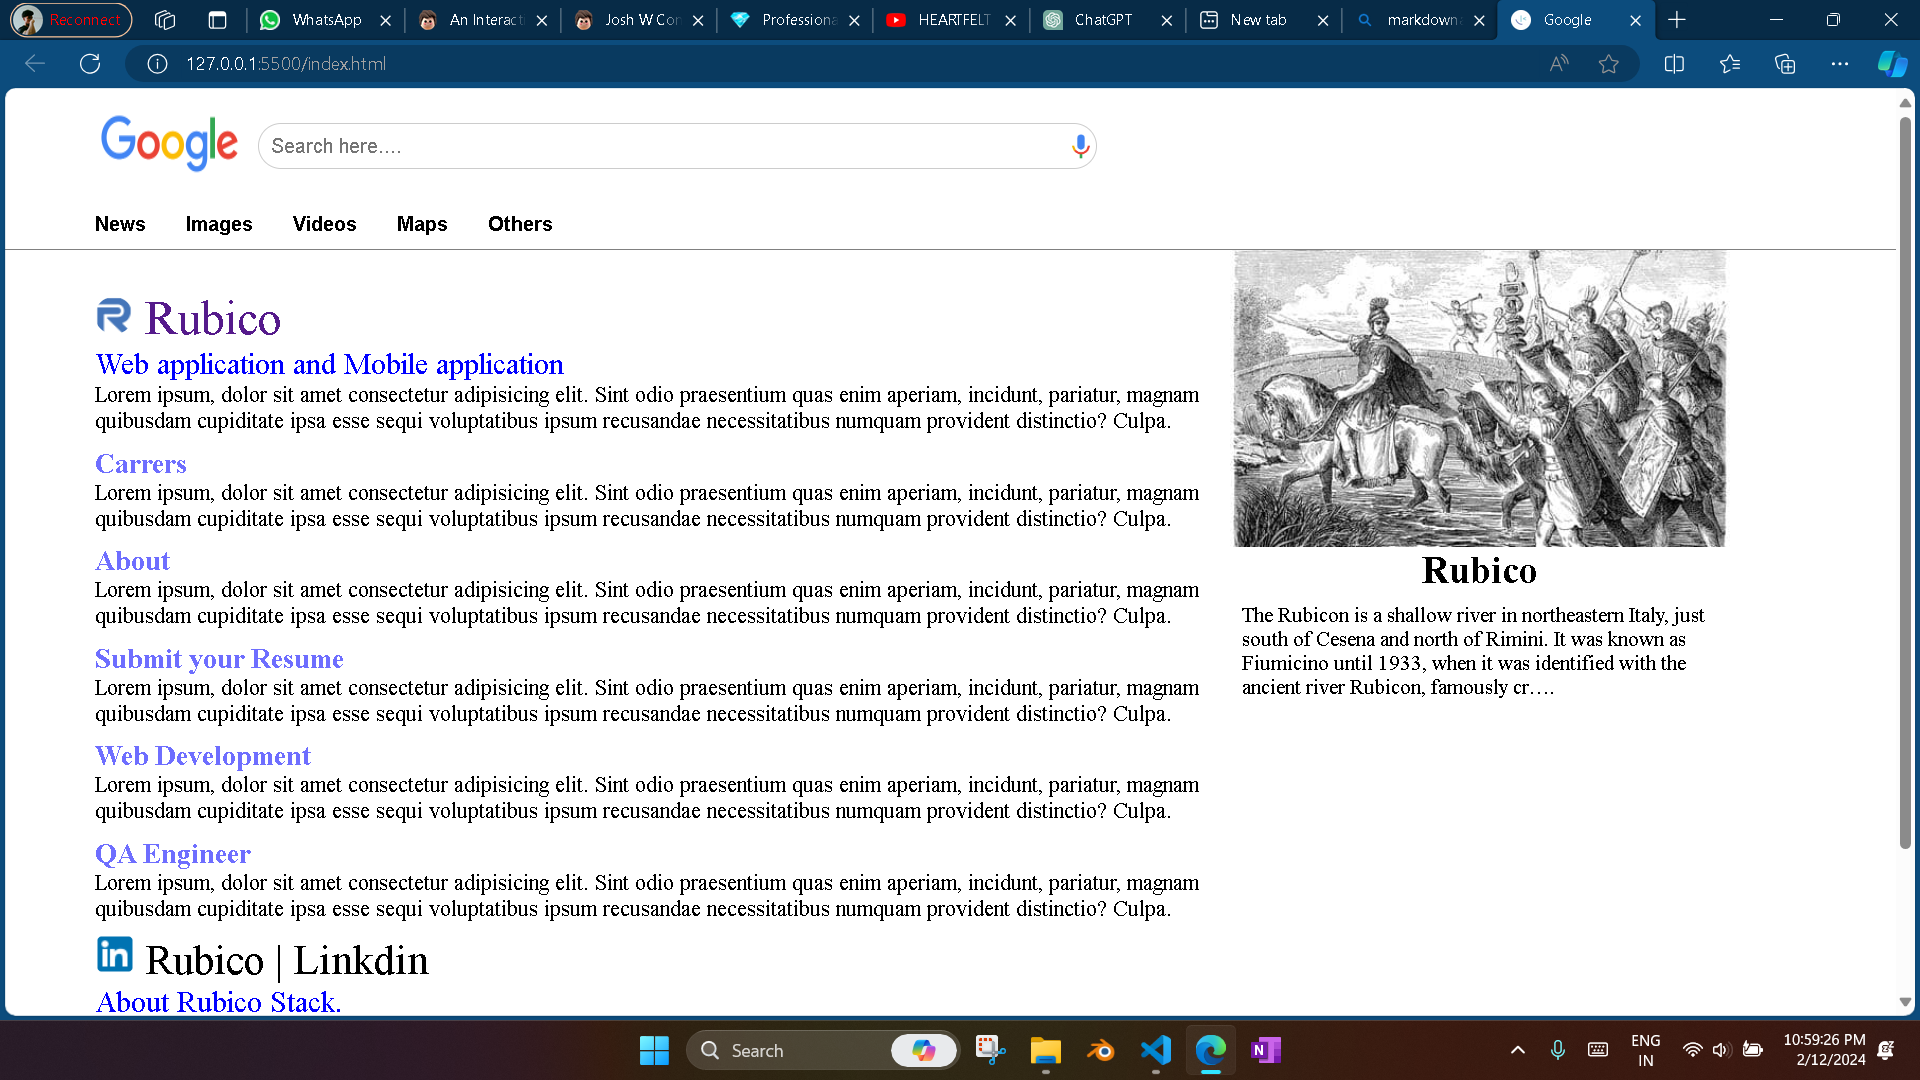 Reconnect
WhatsApp
An Interact
Josh W Con
Professiona
HEARTFELT
ChatGPT
New tab
markdown
Google
127.0.0.1:5500/index.html
Google
Search here....
News Images Videos Maps Others
Rubico
Web application and Mobile application
Lorem ipsum, dolor sit amet consectetur adipisicing elit. Sint odio praesentium quas enim aperiam, incidunt, pariatur, magnam
quibusdam cupiditate ipsa esse sequi voluptatibus ipsum recusandae necessitatibus numquam provident distinctio? Culpa.
Carrers
Lorem ipsum, dolor sit amet consectetur adipisicing elit. Sint odio praesentium quas enim aperiam, incidunt, pariatur, magnam
quibusdam cupiditate ipsa esse sequi voluptatibus ipsum recusandae necessitatibus numquam provident distinctio? Culpa.
About
Lorem ipsum, dolor sit amet consectetur adipisicing elit. Sint odio praesentium quas enim aperiam, incidunt, pariatur, magnam
quibusdam cupiditate ipsa esse sequi voluptatibus ipsum recusandae necessitatibus numquam provident distinctio? Culpa.
Submit your Resume
Lorem ipsum, dolor sit amet consectetur adipisicing elit. Sint odio praesentium quas enim aperiam, incidunt, pariatur, magnam
quibusdam cupiditate ipsa esse sequi voluptatibus ipsum recusandae necessitatibus numquam provident distinctio? Culpa.
Web Development
Lorem ipsum, dolor sit amet consectetur adipisicing elit. Sint odio praesentium quas enim aperiam, incidunt, pariatur, magnam
quibusdam cupiditate ipsa esse sequi voluptatibus ipsum recusandae necessitatibus numquam provident distinctio? Culpa.
QA Engineer
Lorem ipsum, dolor sit amet consectetur adipisicing elit. Sint odio praesentium quas enim aperiam, incidunt, pariatur, magnam
quibusdam cupiditate ipsa esse sequi voluptatibus ipsum recusandae necessitatibus numquam provident distinctio? Culpa.
in Rubico | Linkdin
About Rubico Stack.
Rubico
The Rubicon is a shallow river in northeastern Italy, just
south of Cesena and north of Rimini. It was known as
Fiumicino until 1933, when it was identified with the
ancient river Rubicon, famously cr….
Search
ENG
IN
10:59:26 PM
2/12/2024